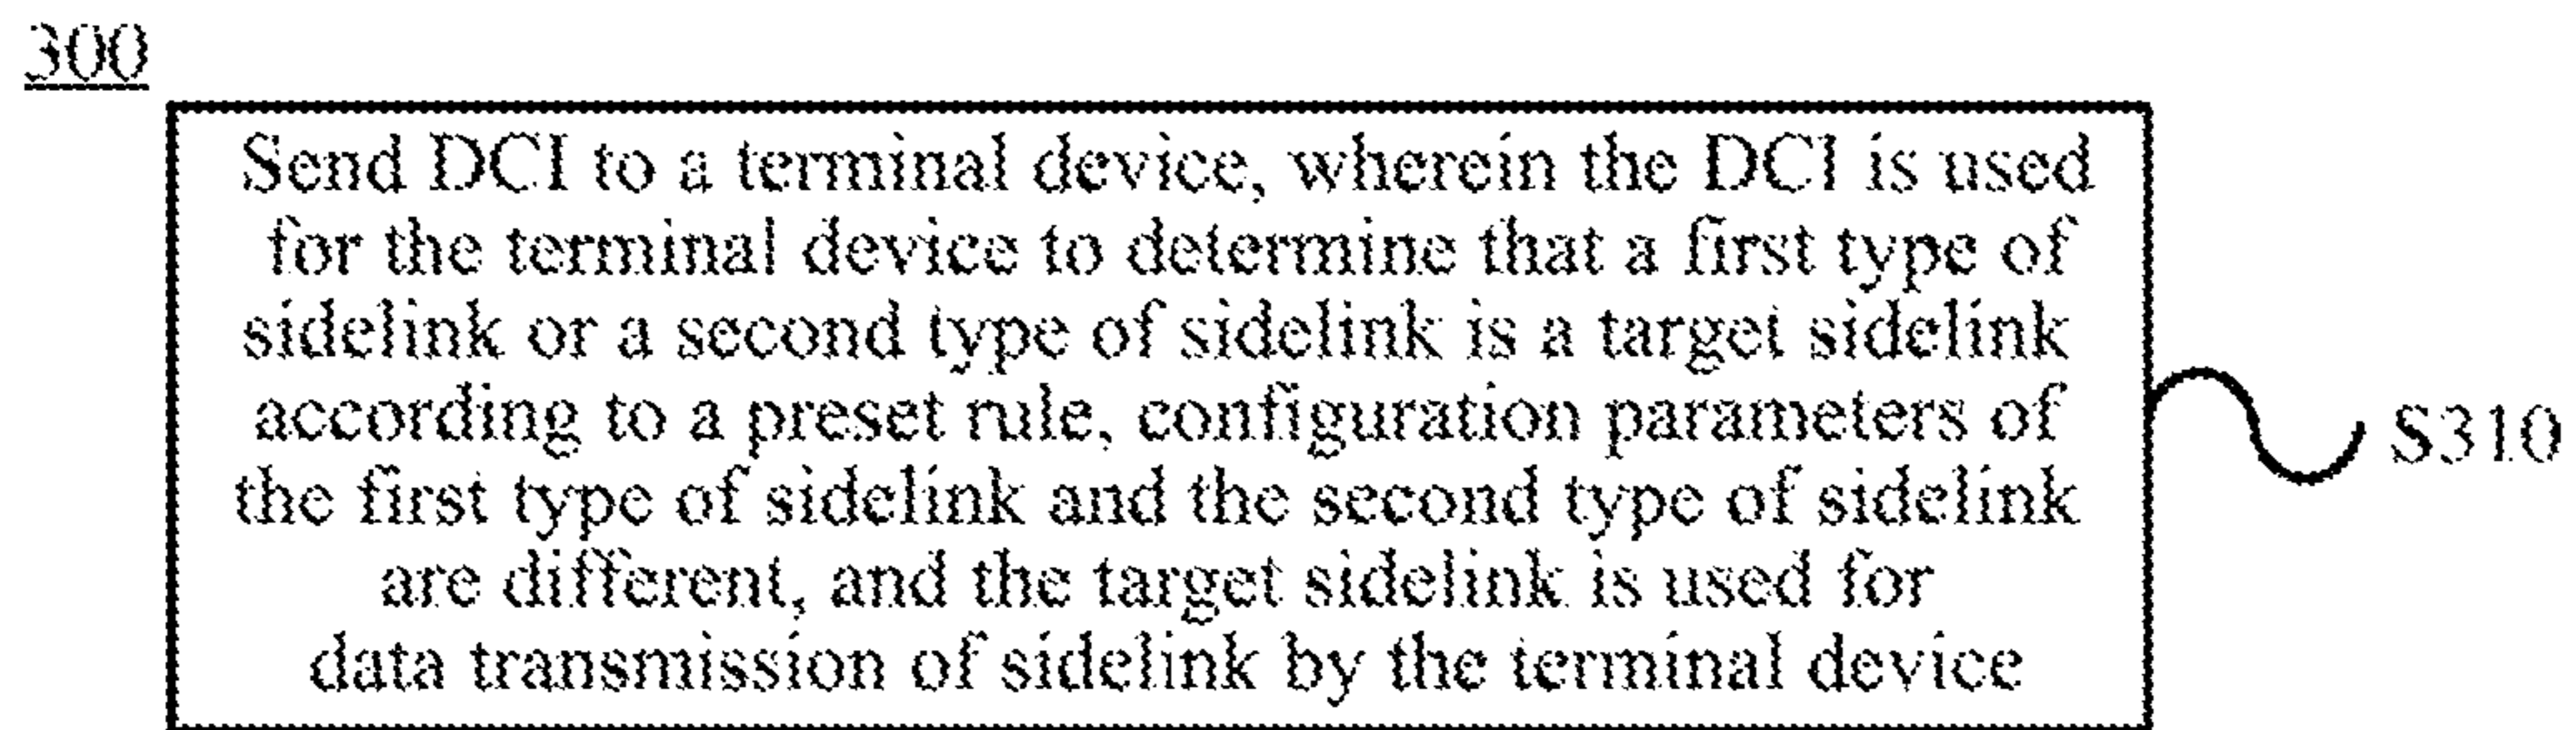 300
Send DCI to a terminal device, wherein the DCI is used
for the terminal device to determine that a first type of
sidelink or a second type of sidelink is a target sidelink
according to a preset rule, configuration parameters of
the first type of sidelink and the second type of sidelink
are different, and the target sidelink is used for
data transmission of sidelink by the terminal device
S310